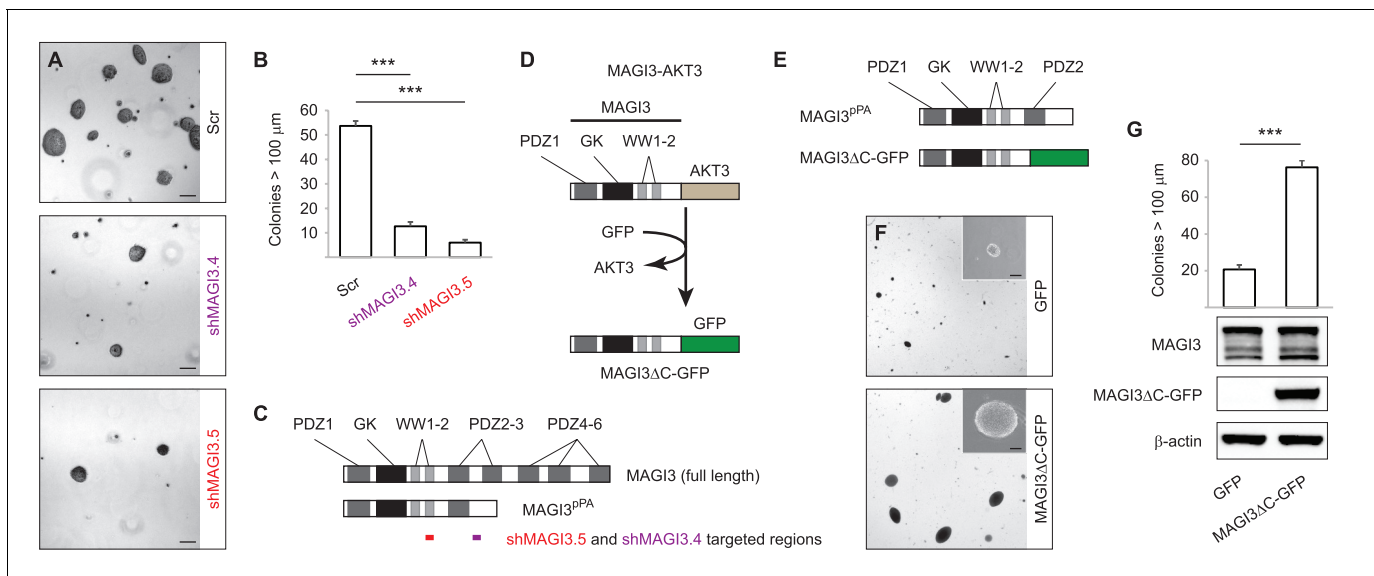 A
Scr
shMAGI3.4
shMAGI3.5
B
***
***
Colonies > 100 μm
60
50
40
30
20
10
Scr
shMAGI3.4
shMAGI3.5
C
PDZ1 GK WW1-2 PDZ2-3 PDZ4-6
MAGI3 (full length)
MAGI3pPA
shMAGI3.5 and shMAGI3.4 targeted regions
D
MAGI3-AKT3
MAGI3
PDZ1 GK WW1-2
AKT3
GFP
AKT3
GFP
MAGI3ΔC-GFP
E
PDZ1 GK WW1-2 PDZ2
MAGI3pPA
MAGI3ΔC-GFP
F
GFP
MAGI3ΔC-GFP
G
***
Colonies > 100 μm
80
60
40
20
MAGI3
MAGI3ΔC-GFP
β-actin
GFP
MAGI3ΔC-GFP